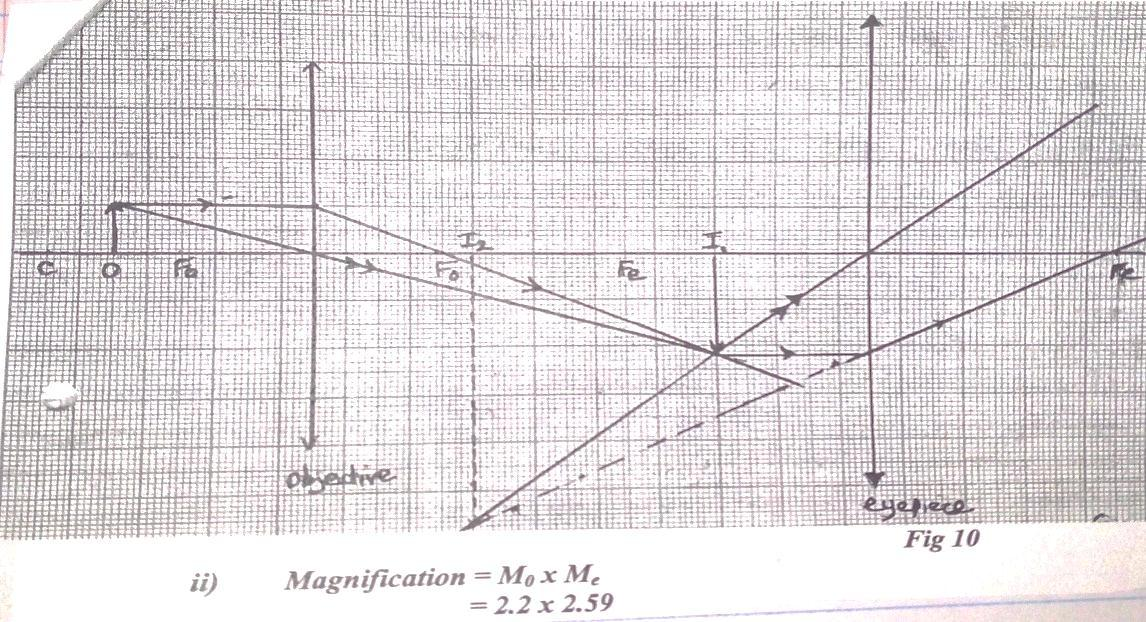 I₂
I₁
C
O
Fo
Fo
Fe
Fe
objective
eyepiece
Fig 10
ii) Magnification = M₀ x Mₑ
= 2.2 x 2.59